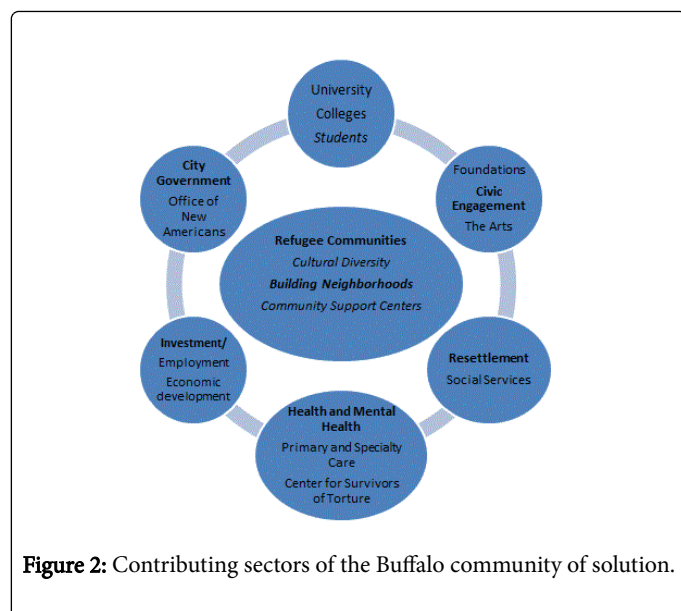 University
Colleges
Students
City
Government
Office of
New
Americans
Foundations
Civic
Engagement
The Arts
Refugee Communities
Cultural Diversity
Building Neighborhoods
Community Support Centers
Investment/
Employment
Economic
development
Resettlement
Social Services
Health and Mental
Health
Primary and Specialty
Care
Center for Survivors
of Torture
Figure 2: Contributing sectors of the Buffalo community of solution.